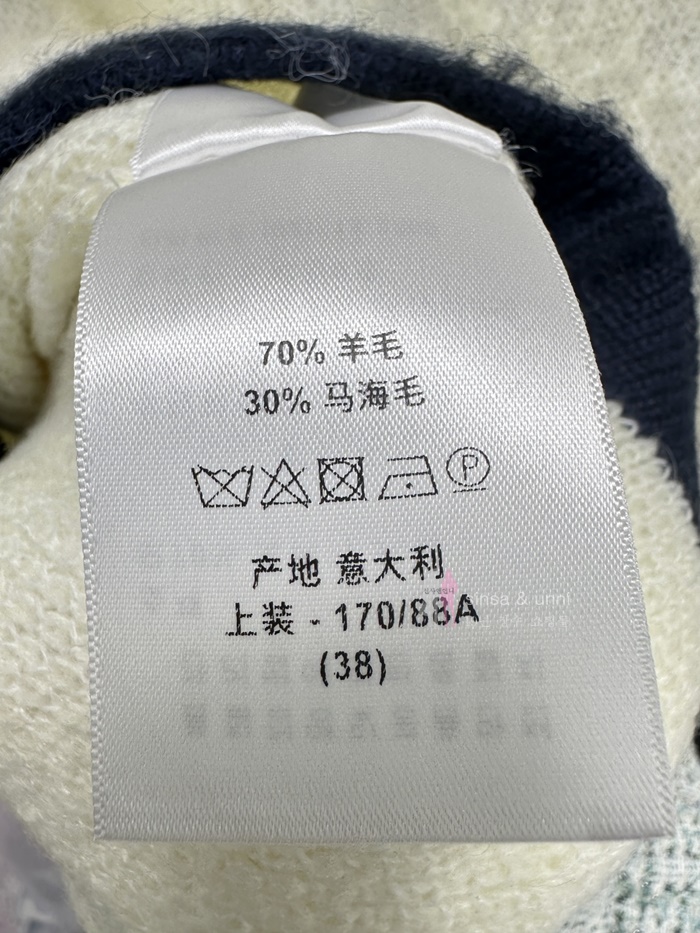 70% 羊毛
30% 马海毛
P
产地 意大利
上装 - 170/88A
(38)